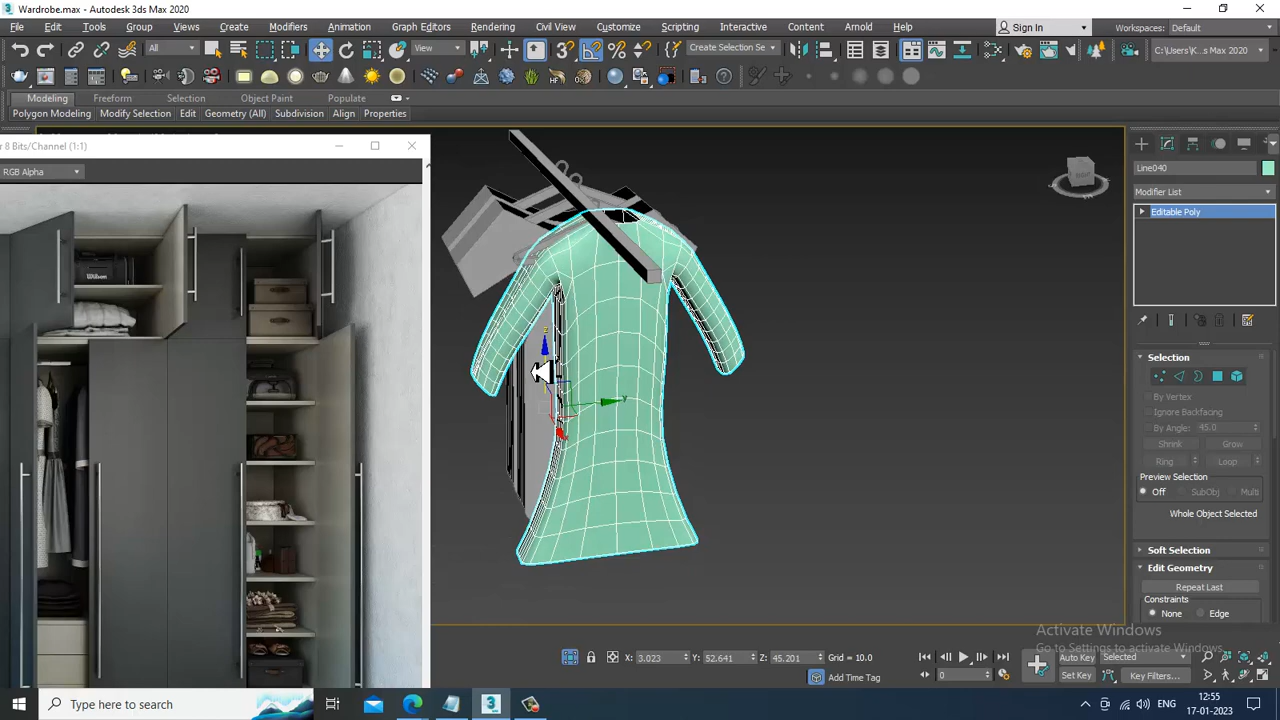 Wardrobe.max - Autodesk 3ds Max 2020
File Edit Tools Group Views Create Modifiers Animation Graph Editors Rendering Civil View Customize Scripting Interactive Content Arnold Help Sign In Workspaces: Default
All View Create Selection Se C:\Users\K...s Max 2020
Modeling Freeform Selection Object Paint Populate
Polygon Modeling Modify Selection Edit Geometry (All) Subdivision Align Properties
r 8 Bits/Channel (1:1)
RGB Alpha
Wilson
z
y
Line040
Modifier List
Editable Poly
Selection
By Vertex
Ignore Backfacing
By Angle: 45.0
Shrink Grow
Ring Loop
Preview Selection
Off SubObj Multi
Whole Object Selected
Soft Selection
Edit Geometry
Repeat Last
Constraints
None Edge
Activate Windows
Go to Settings to activate Windows.
X: 3.023 Y: 52.641 Z: 45.201 Grid = 10.0
Add Time Tag
0
Auto Key Selected
Set Key Key Filters...
Type here to search
3
ENG
12:55
17-01-2023